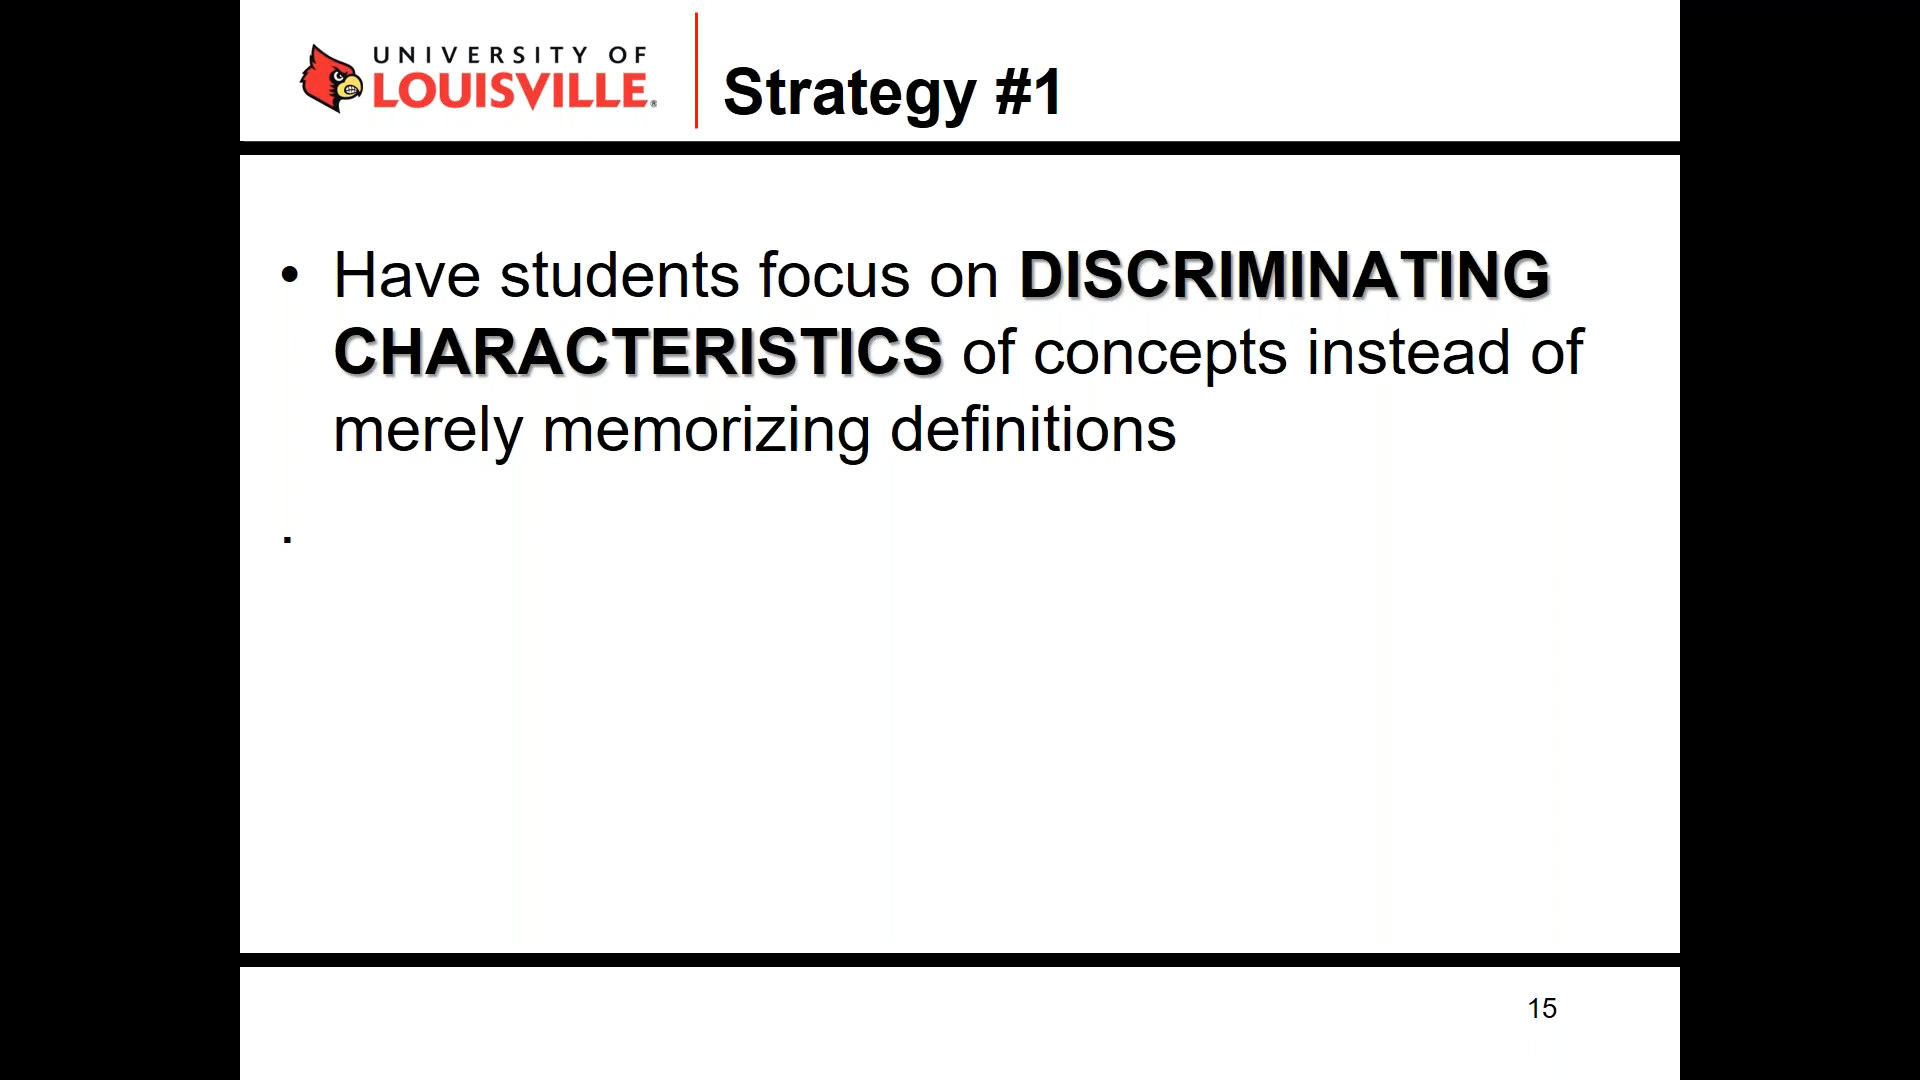 UNIVERSITY OF
LOUISVILLE®
Strategy #1
• Have students focus on DISCRIMINATING
CHARACTERISTICS of concepts instead of
merely memorizing definitions
.
15